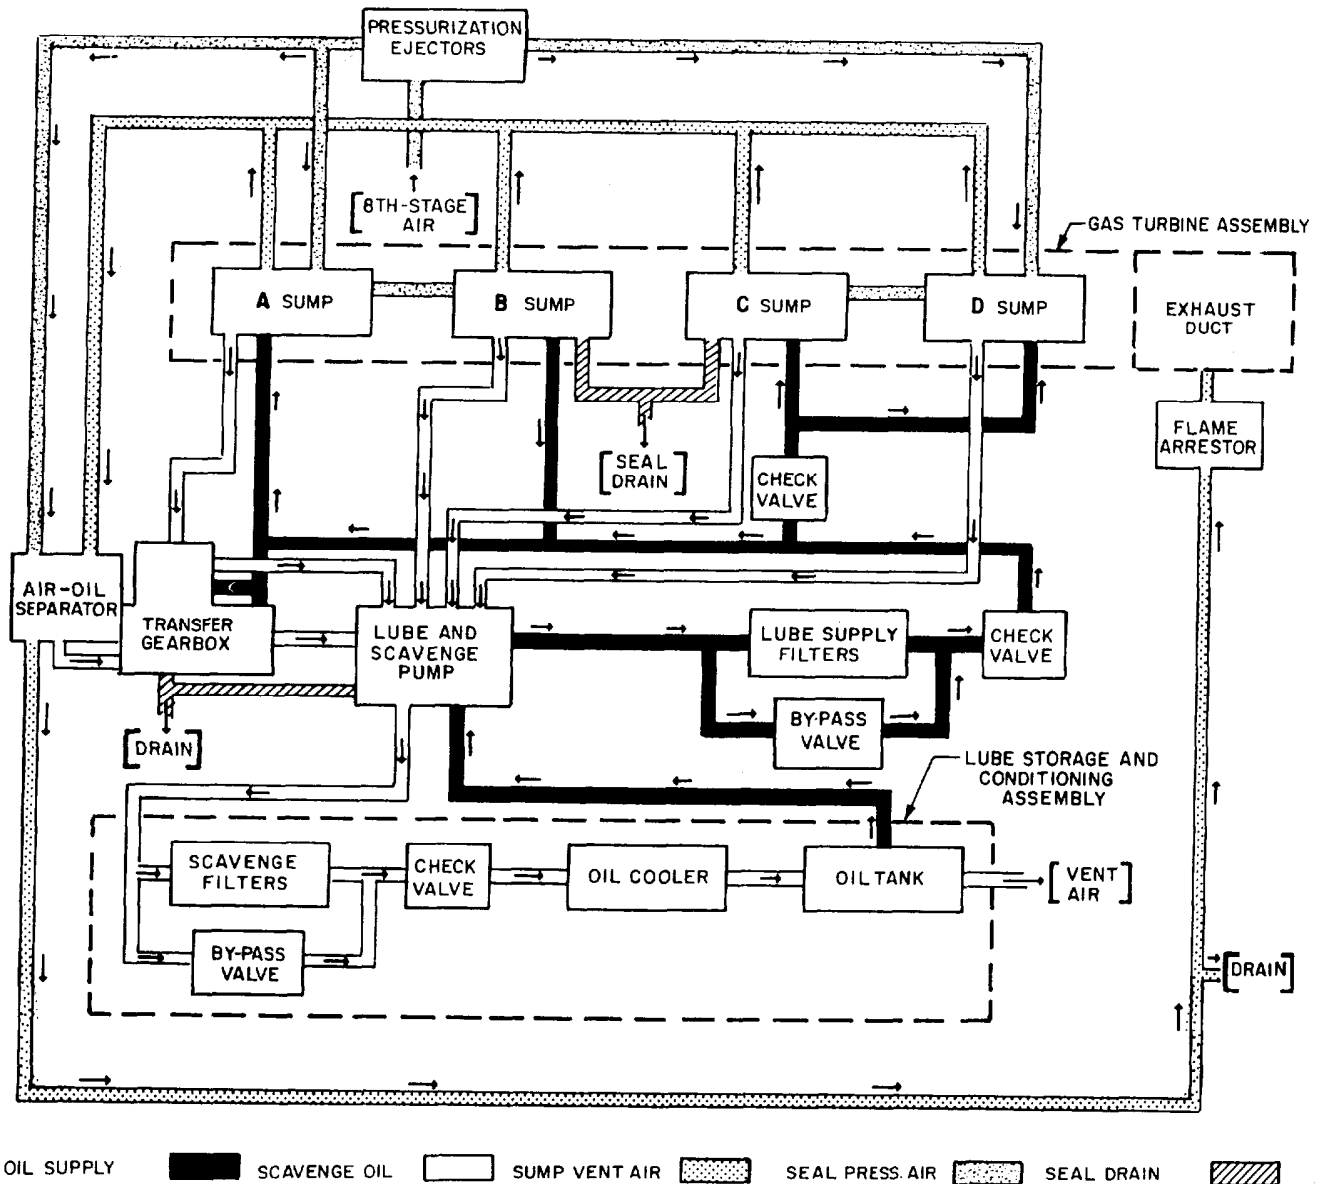 PRESSURIZATION
EJECTORS
[8TH-STAGE
AIR]
GAS TURBINE ASSEMBLY
A SUMP
B SUMP
C SUMP
D SUMP
EXHAUST
DUCT
FLAME
ARRESTOR
[SEAL
DRAIN]
CHECK
VALVE
AIR-OIL
SEPARATOR
TRANSFER
GEARBOX
LUBE AND
SCAVENGE
PUMP
LUBE SUPPLY
FILTERS
CHECK
VALVE
BY-PASS
VALVE
[DRAIN]
LUBE STORAGE AND
CONDITIONING
ASSEMBLY
SCAVENGE
FILTERS
CHECK
VALVE
OIL COOLER
OIL TANK
[VENT
AIR]
BY-PASS
VALVE
[DRAIN]
OIL SUPPLY
SCAVENGE OIL
SUMP VENT AIR
SEAL PRESS. AIR
SEAL DRAIN